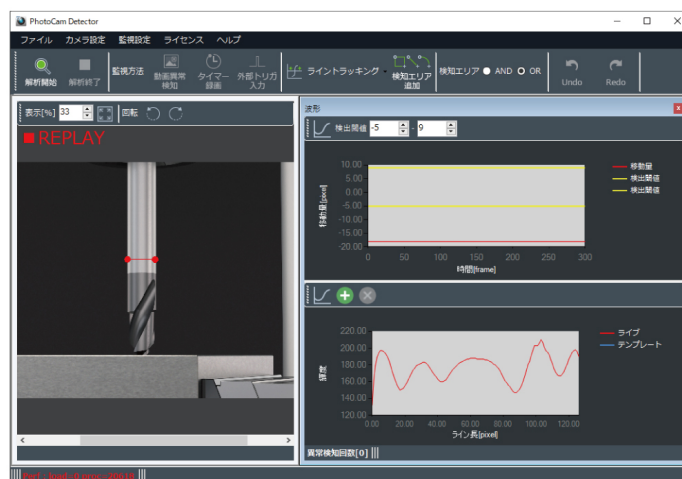 PhotoCam Detector
ファイル カメラ設定 監視設定 ライセンス ヘルプ
解析開始 解析終了 監視方法 動画異常検知 タイマー録画 外部トリガ入力 ライントラッキング 検知エリア追加 検知エリア AND OR Undo Redo
表示[%] 33 回転
REPLAY
波形
検出閾値 -5 - 9
移動量[pixel]
10.00
5.00
0.00
-5.00
-10.00
-15.00
-20.00
0 50 100 150 200 250 300
時間[frame]
移動量
検出閾値
検出閾値
輝度
220.00
200.00
180.00
160.00
140.00
120.00
0.00 20.00 40.00 60.00 80.00 100.00 120.00
ライン長[pixel]
ライブ
テンプレート
異常検知回数[0]